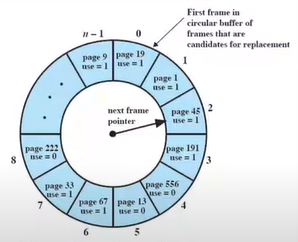 First frame in
circular buffer of
frames that are
candidates for replacement
n – 1
0
page 9
use = 1
page 19
use = 1
1
page 1
use = 1
next frame
pointer
page 45
use = 1
2
page 191
use = 1
3
page 556
use = 0
4
page 13
use = 0
5
page 67
use = 1
6
page 33
use = 1
7
page 222
use = 0
8